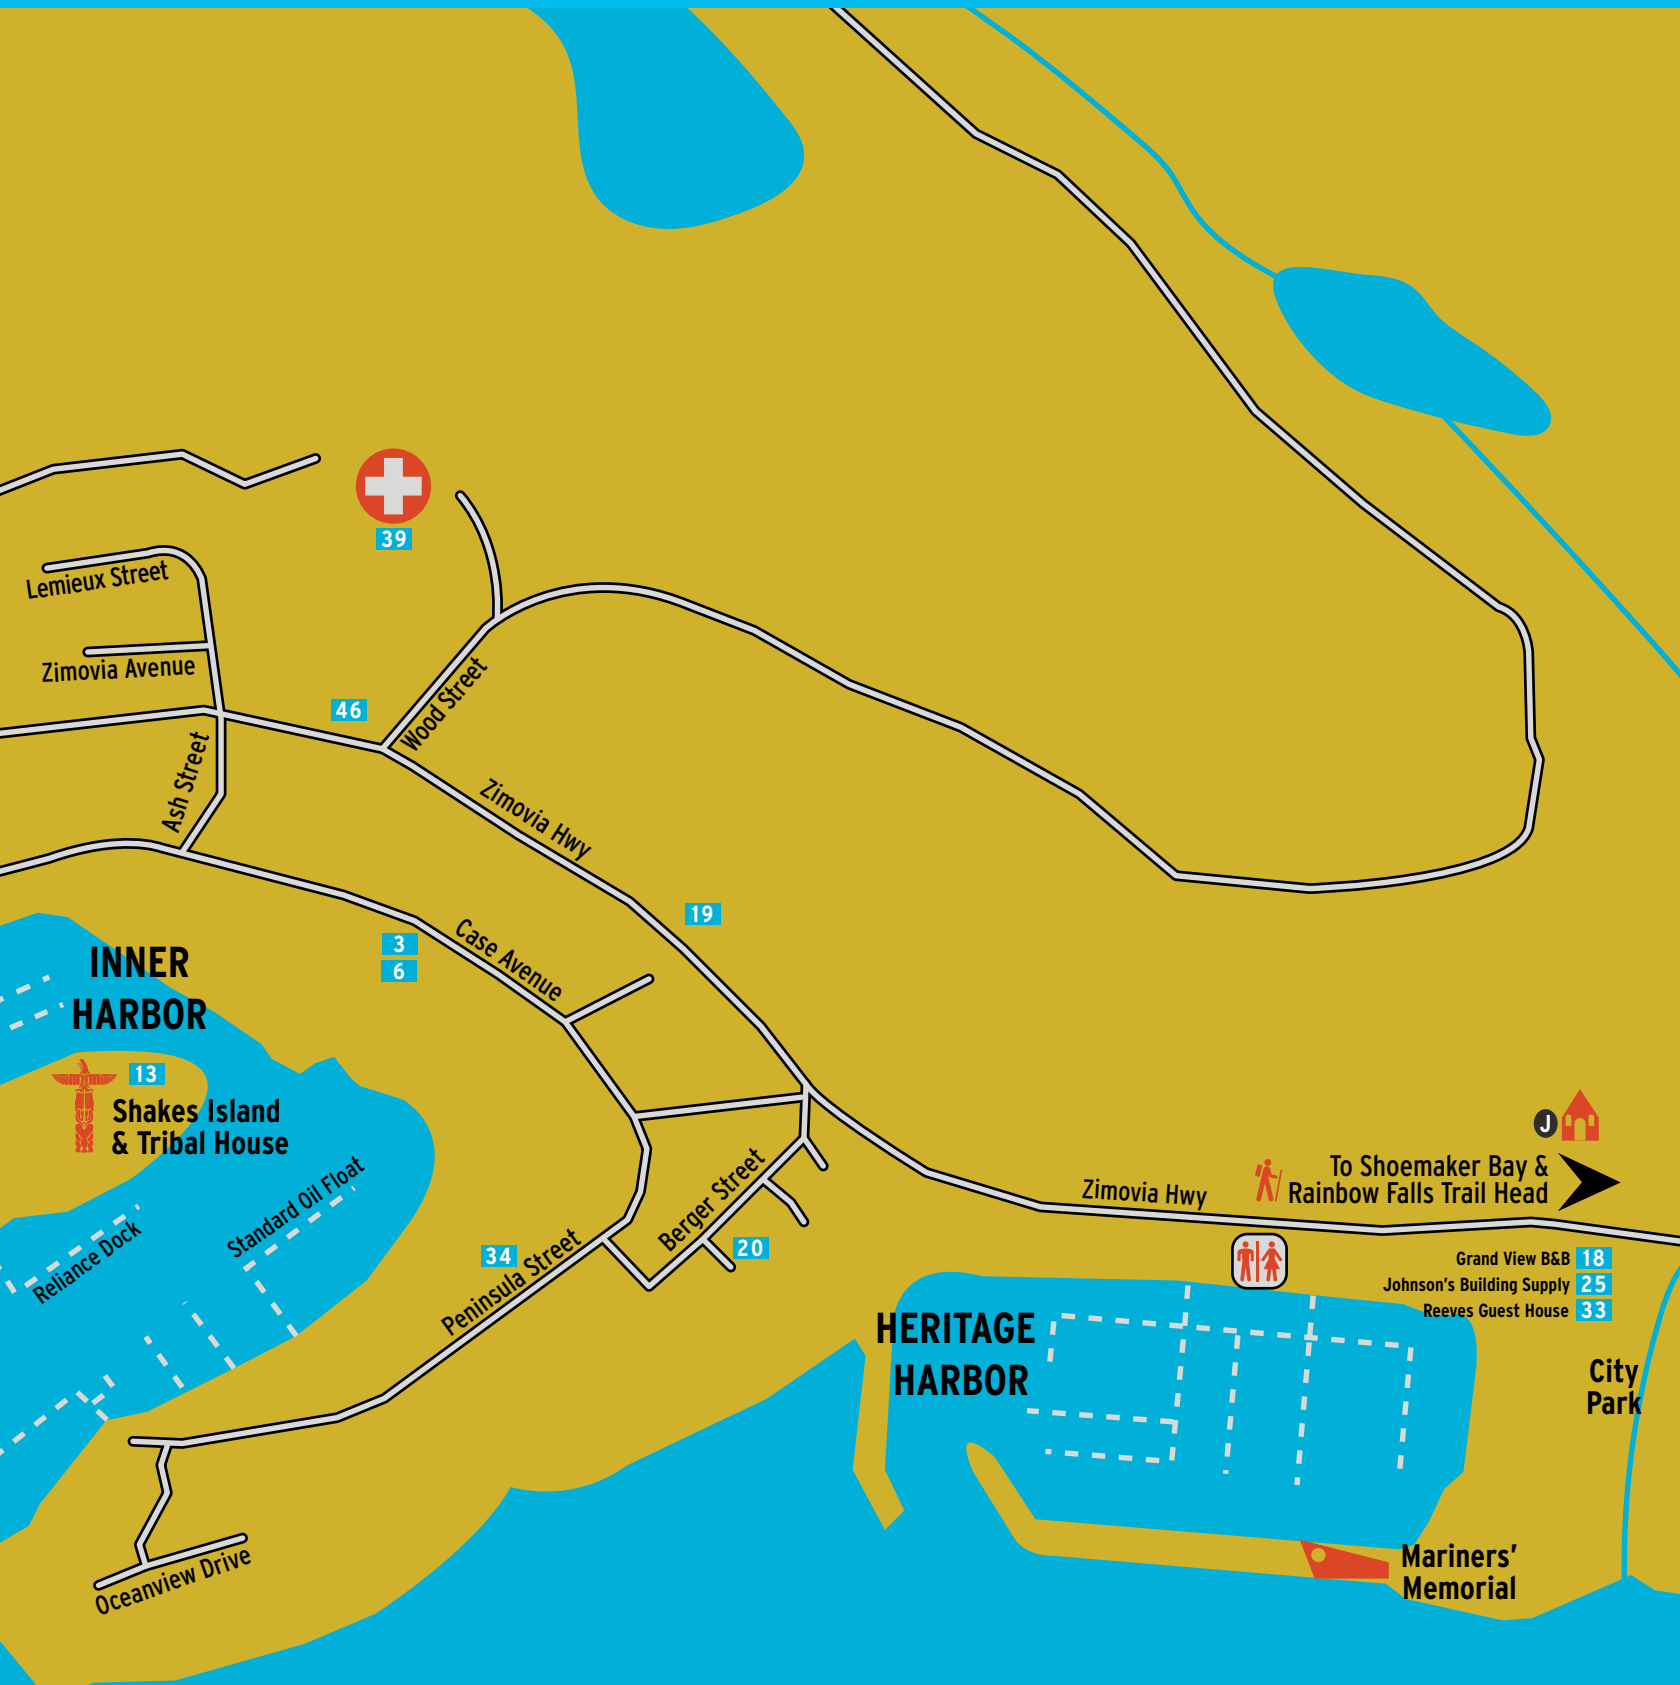 39
Lemieux Street
Zimovia Avenue
46
Wood Street
Ash Street
Zimovia Hwy
19
3
6
Case Avenue
INNER
HARBOR
13
Shakes Island
& Tribal House
Standard Oil Float
Reliance Dock
34
Peninsula Street
Berger Street
20
J
To Shoemaker Bay &
Rainbow Falls Trail Head
Zimovia Hwy
Grand View B&B 18
Johnson's Building Supply 25
Reeves Guest House 33
HERITAGE
HARBOR
City
Park
Mariners'
Memorial
Oceanview Drive